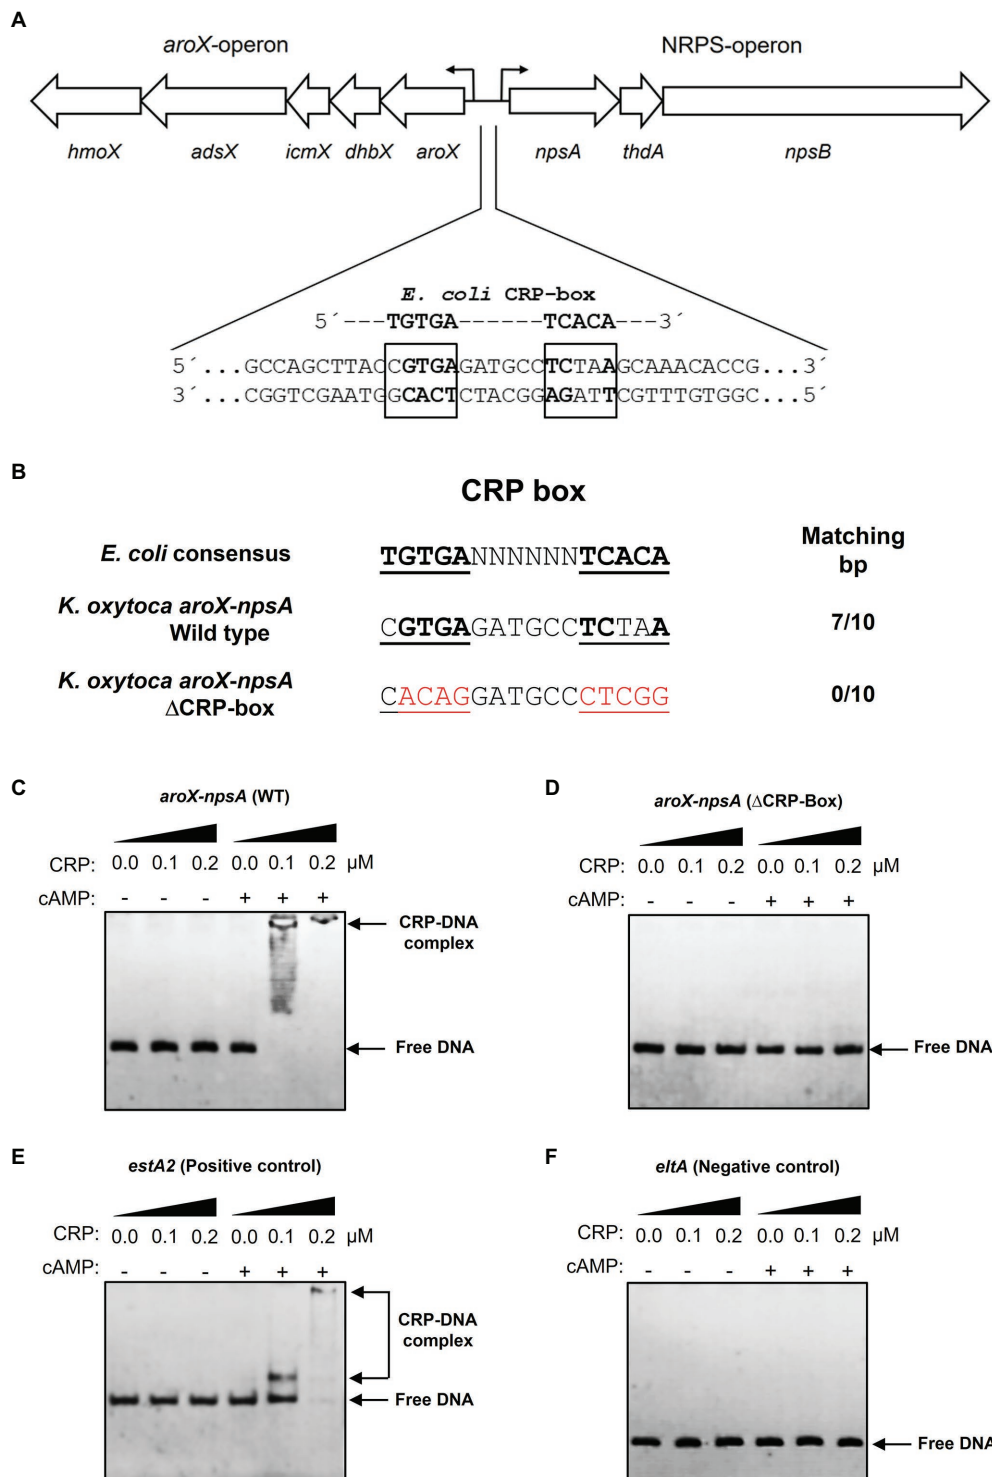 A
aroX-operon NRPS-operon
hmoX adsX icmX dhbX aroX npsA thdA npsB
E. coli CRP-box
5´---TGTGA------TCACA---3´
5´...GCCAGCTTACCGTGAGATGCCTCTAAGCAAACACCG...3´
3´...CGGTCGAATGGCACTCTACGGAGATTCGTTTGTGGC...5´
B
CRP box
Matching
bp
E. coli consensus TGTGANNNNNNTCACA
K. oxytoca aroX-npsA
Wild type CGTGAGATGCCTCTAA 7/10
K. oxytoca aroX-npsA
ΔCRP-box CACAGGATGCCCTCGG 0/10
C
aroX-npsA (WT)
CRP: 0.0 0.1 0.2 0.0 0.1 0.2 µM
cAMP: - - - + + +
CRP-DNA
complex
Free DNA
D
aroX-npsA (ΔCRP-Box)
CRP: 0.0 0.1 0.2 0.0 0.1 0.2 µM
cAMP: - - - + + +
Free DNA
E
estA2 (Positive control)
CRP: 0.0 0.1 0.2 0.0 0.1 0.2 µM
cAMP: - - - + + +
CRP-DNA
complex
Free DNA
F
eltA (Negative control)
CRP: 0.0 0.1 0.2 0.0 0.1 0.2 µM
cAMP: - - - + + +
Free DNA